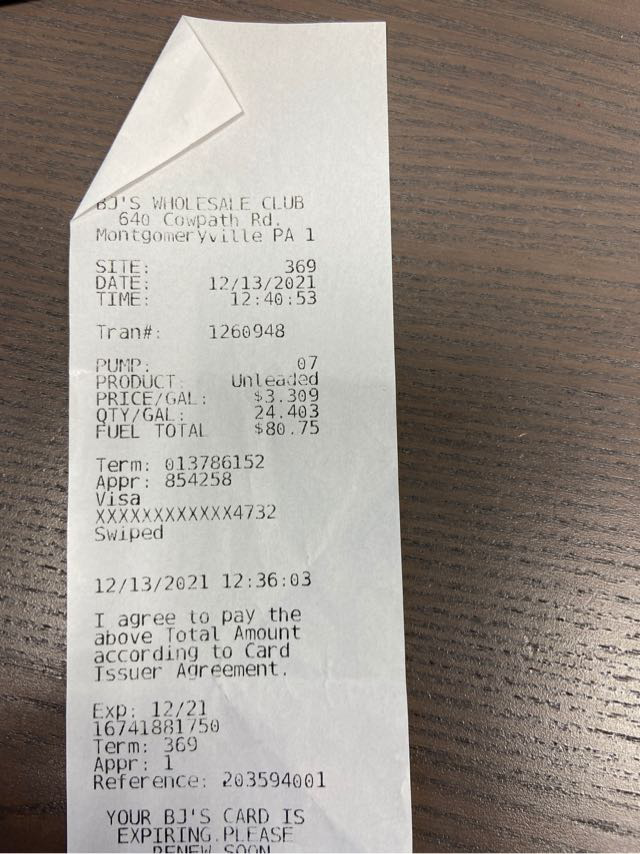 BJ'S WHOLESALE CLUB
640 Cowpath Rd.
Montgomeryville PA 1
SITE: 369
DATE: 12/13/2021
TIME: 12:40:53
Tran#: 1260948
PUMP: 07
PRODUCT: Unleaded
PRICE/GAL: $3.309
QTY/GAL: 24.403
FUEL TOTAL $80.75
Term: 013786152
Appr: 854258
Visa
XXXXXXXXXXXX4732
Swiped
12/13/2021 12:36:03
I agree to pay the
above Total Amount
according to Card
Issuer Agreement.
Exp: 12/21
16741881750
Term: 369
Appr: 1
Reference: 203594001
YOUR BJ'S CARD IS
EXPIRING.PLEASE
RENEW SOON